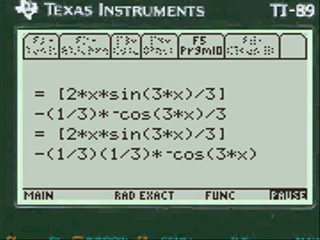 TEXAS INSTRUMENTS TI-89
F5
Pr9mIO
= [2*x*sin(3*x)/3]
-(1/3)*-cos(3*x)/3
= [2*x*sin(3*x)/3]
-(1/3)(1/3)*-cos(3*x)
MAIN RAD EXACT FUNC PAUSE